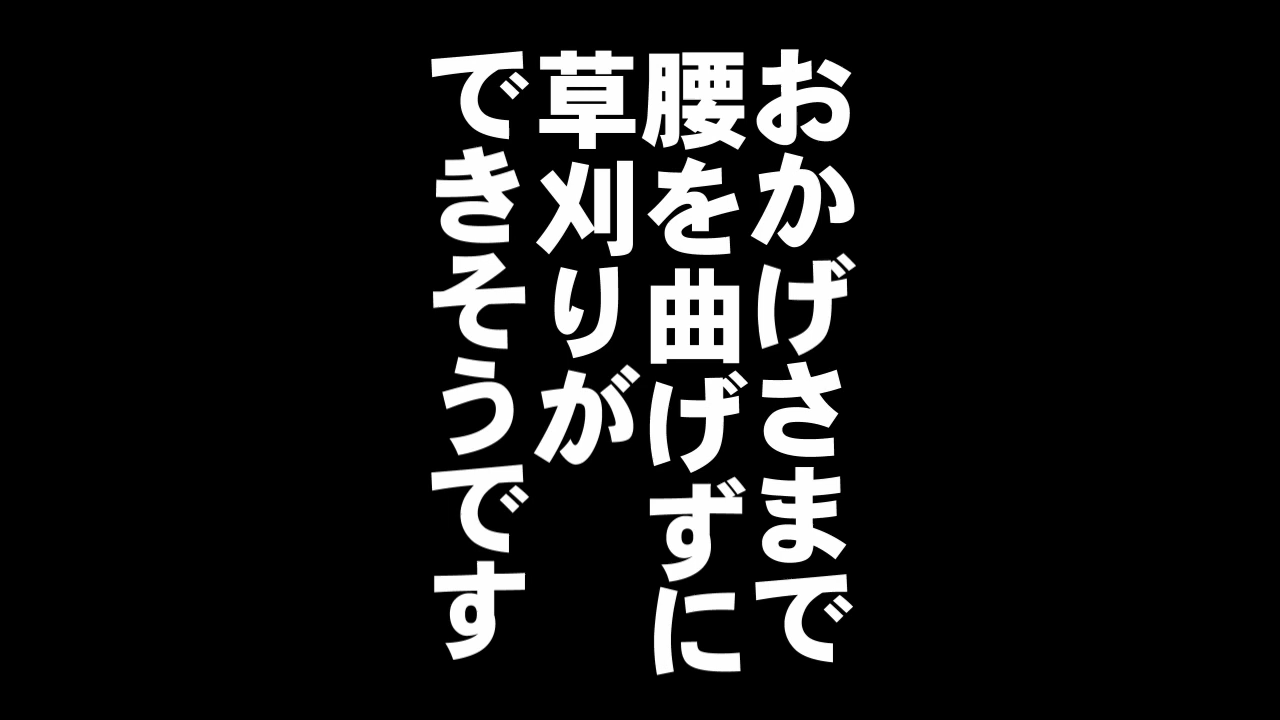 おかげさまで
腰を曲げずに
草刈りが
できそうです